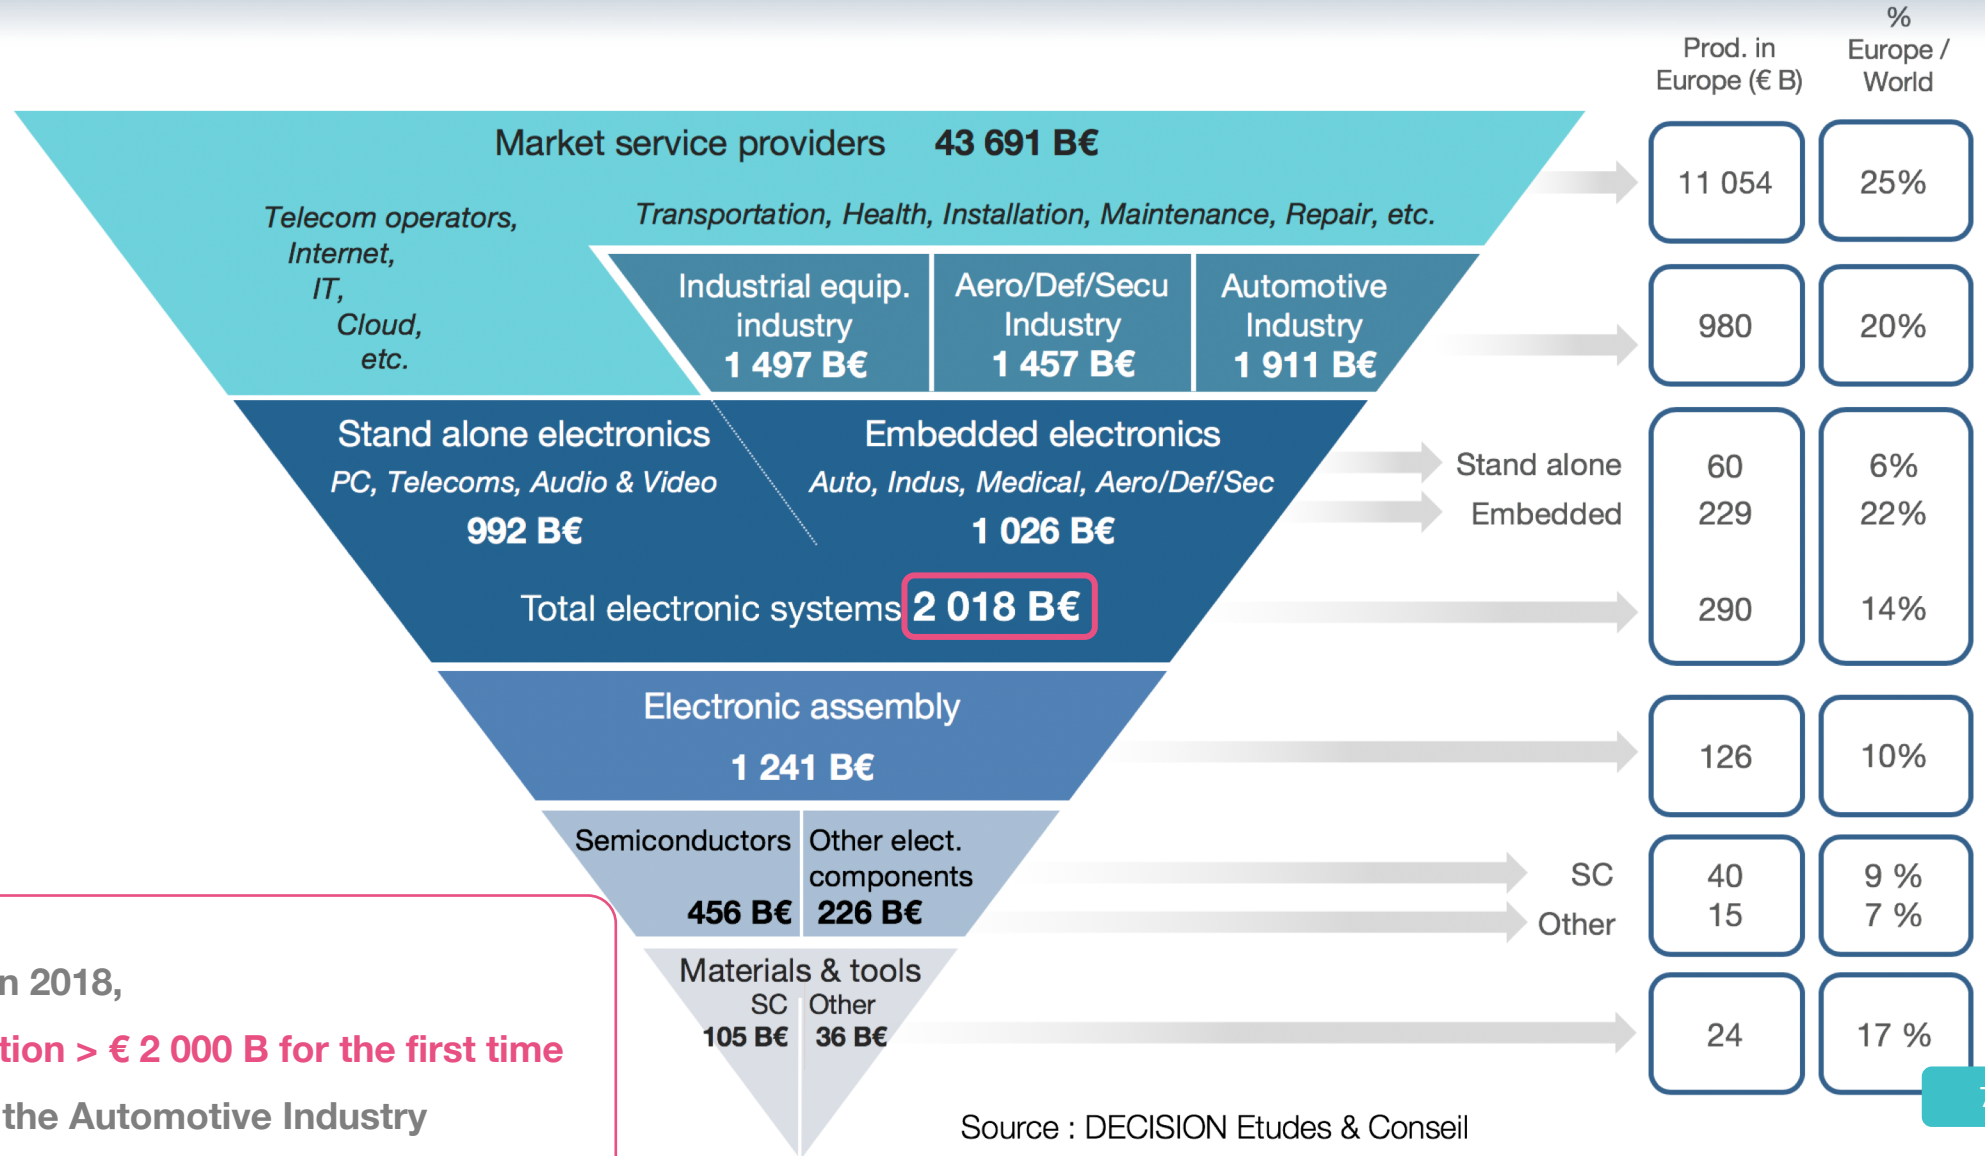 %
Prod. in
Europe (€ B)
Europe /
World
Market service providers 43 691 B€
Telecom operators,
Internet,
IT,
Cloud,
etc.
Transportation, Health, Installation, Maintenance, Repair, etc.
11 054
25%
Industrial equip.
industry
1 497 B€
Aero/Def/Secu
Industry
1 457 B€
Automotive
Industry
1 911 B€
980
20%
Stand alone electronics
PC, Telecoms, Audio & Video
992 B€
Embedded electronics
Auto, Indus, Medical, Aero/Def/Sec
1 026 B€
Total electronic systems 2 018 B€
Stand alone
60
6%
Embedded
229
22%
290
14%
Electronic assembly
1 241 B€
126
10%
Semiconductors
456 B€
Other elect.
components
226 B€
SC
40
9 %
Other
15
7 %
Materials & tools
SC
Other
105 B€
36 B€
24
17 %
n 2018,
tion > € 2 000 B for the first time
the Automotive Industry
Source : DECISION Etudes & Conseil